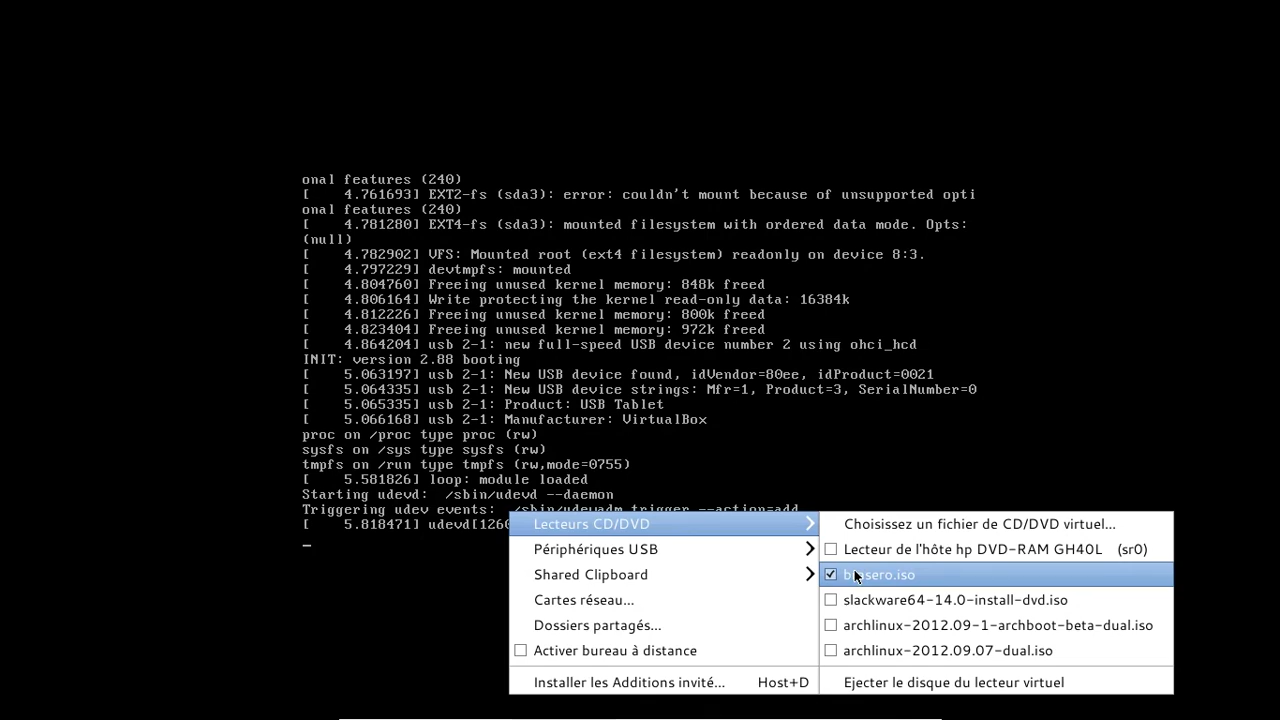 onal features (240)
[    4.761693] EXT2-fs (sda3): error: couldn't mount because of unsupported opti
onal features (240)
[    4.781280] EXT4-fs (sda3): mounted filesystem with ordered data mode. Opts:
(null)
[    4.782902] VFS: Mounted root (ext4 filesystem) readonly on device 8:3.
[    4.797229] devtmpfs: mounted
[    4.804760] Freeing unused kernel memory: 848k freed
[    4.806164] Write protecting the kernel read-only data: 16384k
[    4.812226] Freeing unused kernel memory: 800k freed
[    4.823404] Freeing unused kernel memory: 972k freed
[    4.864204] usb 2-1: new full-speed USB device number 2 using ohci_hcd
INIT: version 2.88 booting
[    5.063197] usb 2-1: New USB device found, idVendor=80ee, idProduct=0021
[    5.064335] usb 2-1: New USB device strings: Mfr=1, Product=3, SerialNumber=0
[    5.065335] usb 2-1: Product: USB Tablet
[    5.066168] usb 2-1: Manufacturer: VirtualBox
proc on /proc type proc (rw)
sysfs on /sys type sysfs (rw)
tmpfs on /run type tmpfs (rw,mode=0755)
[    5.581826] loop: module loaded
Starting udevd:  /sbin/udevd --daemon
Triggering udev events:  /sbin/udevadm trigger --action=add
[    5.818471] udevd[1260
Lecteurs CD/DVD
Périphériques USB
Shared Clipboard
Cartes réseau...
Dossiers partagés...
Activer bureau à distance
Installer les Additions invité... Host+D
Choisissez un fichier de CD/DVD virtuel...
Lecteur de l'hôte hp DVD-RAM GH40L (sr0)
slackware64-14.0-install-dvd.iso
archlinux-2012.09-1-archboot-beta-dual.iso
archlinux-2012.09.07-dual.iso
Ejecter le disque du lecteur virtuel